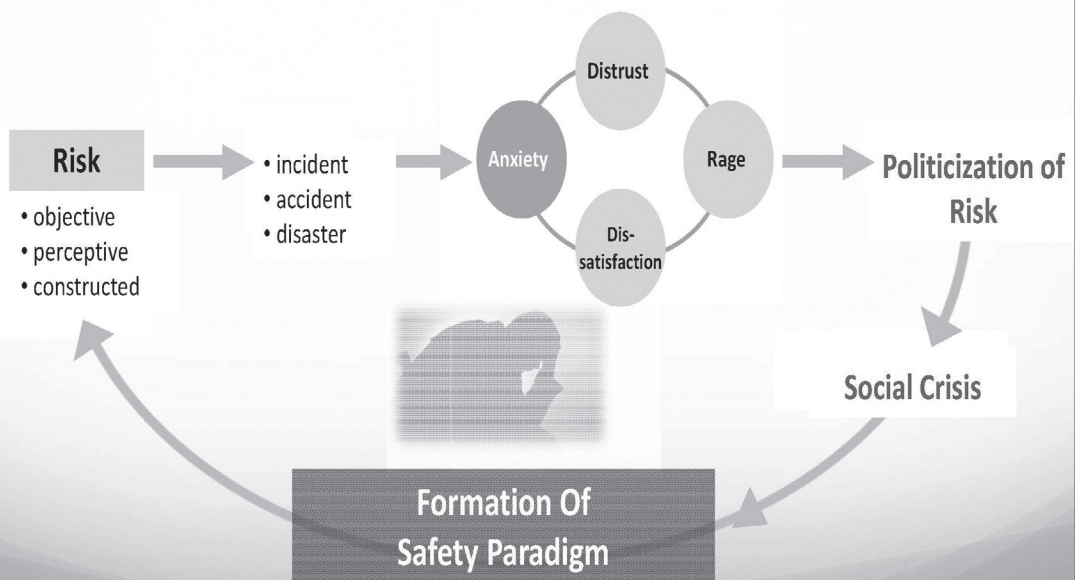 Risk
• objective
• perceptive
• constructed
• incident
• accident
• disaster
Anxiety
Distrust
Rage
Dis-
satisfaction
Politicization of
Risk
Social Crisis
Formation Of
Safety Paradigm